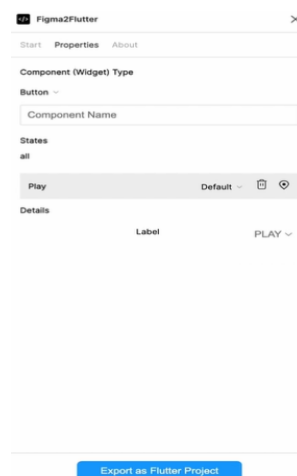 </> Figma2Flutter
Start Properties About
Component (Widget) Type
Button
Component Name
States
all
Play Default
Details
Label PLAY
Export as Flutter Project